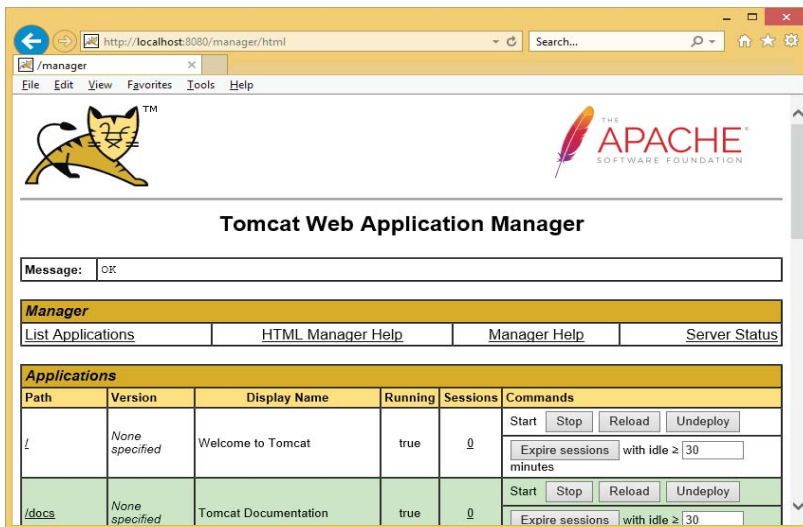 http://localhost:8080/manager/html
Search...
/manager
File Edit View Favorites Tools Help
TM
THE
APACHE®
SOFTWARE FOUNDATION
Tomcat Web Application Manager
Message: OK
Manager
List Applications HTML Manager Help Manager Help Server Status
Applications
Path Version Display Name Running Sessions Commands
/ None specified Welcome to Tomcat true 0 Start Stop Reload Undeploy
Expire sessions with idle ≥ 30
minutes
/docs None specified Tomcat Documentation true 0 Start Stop Reload Undeploy
Expire sessions with idle ≥ 30